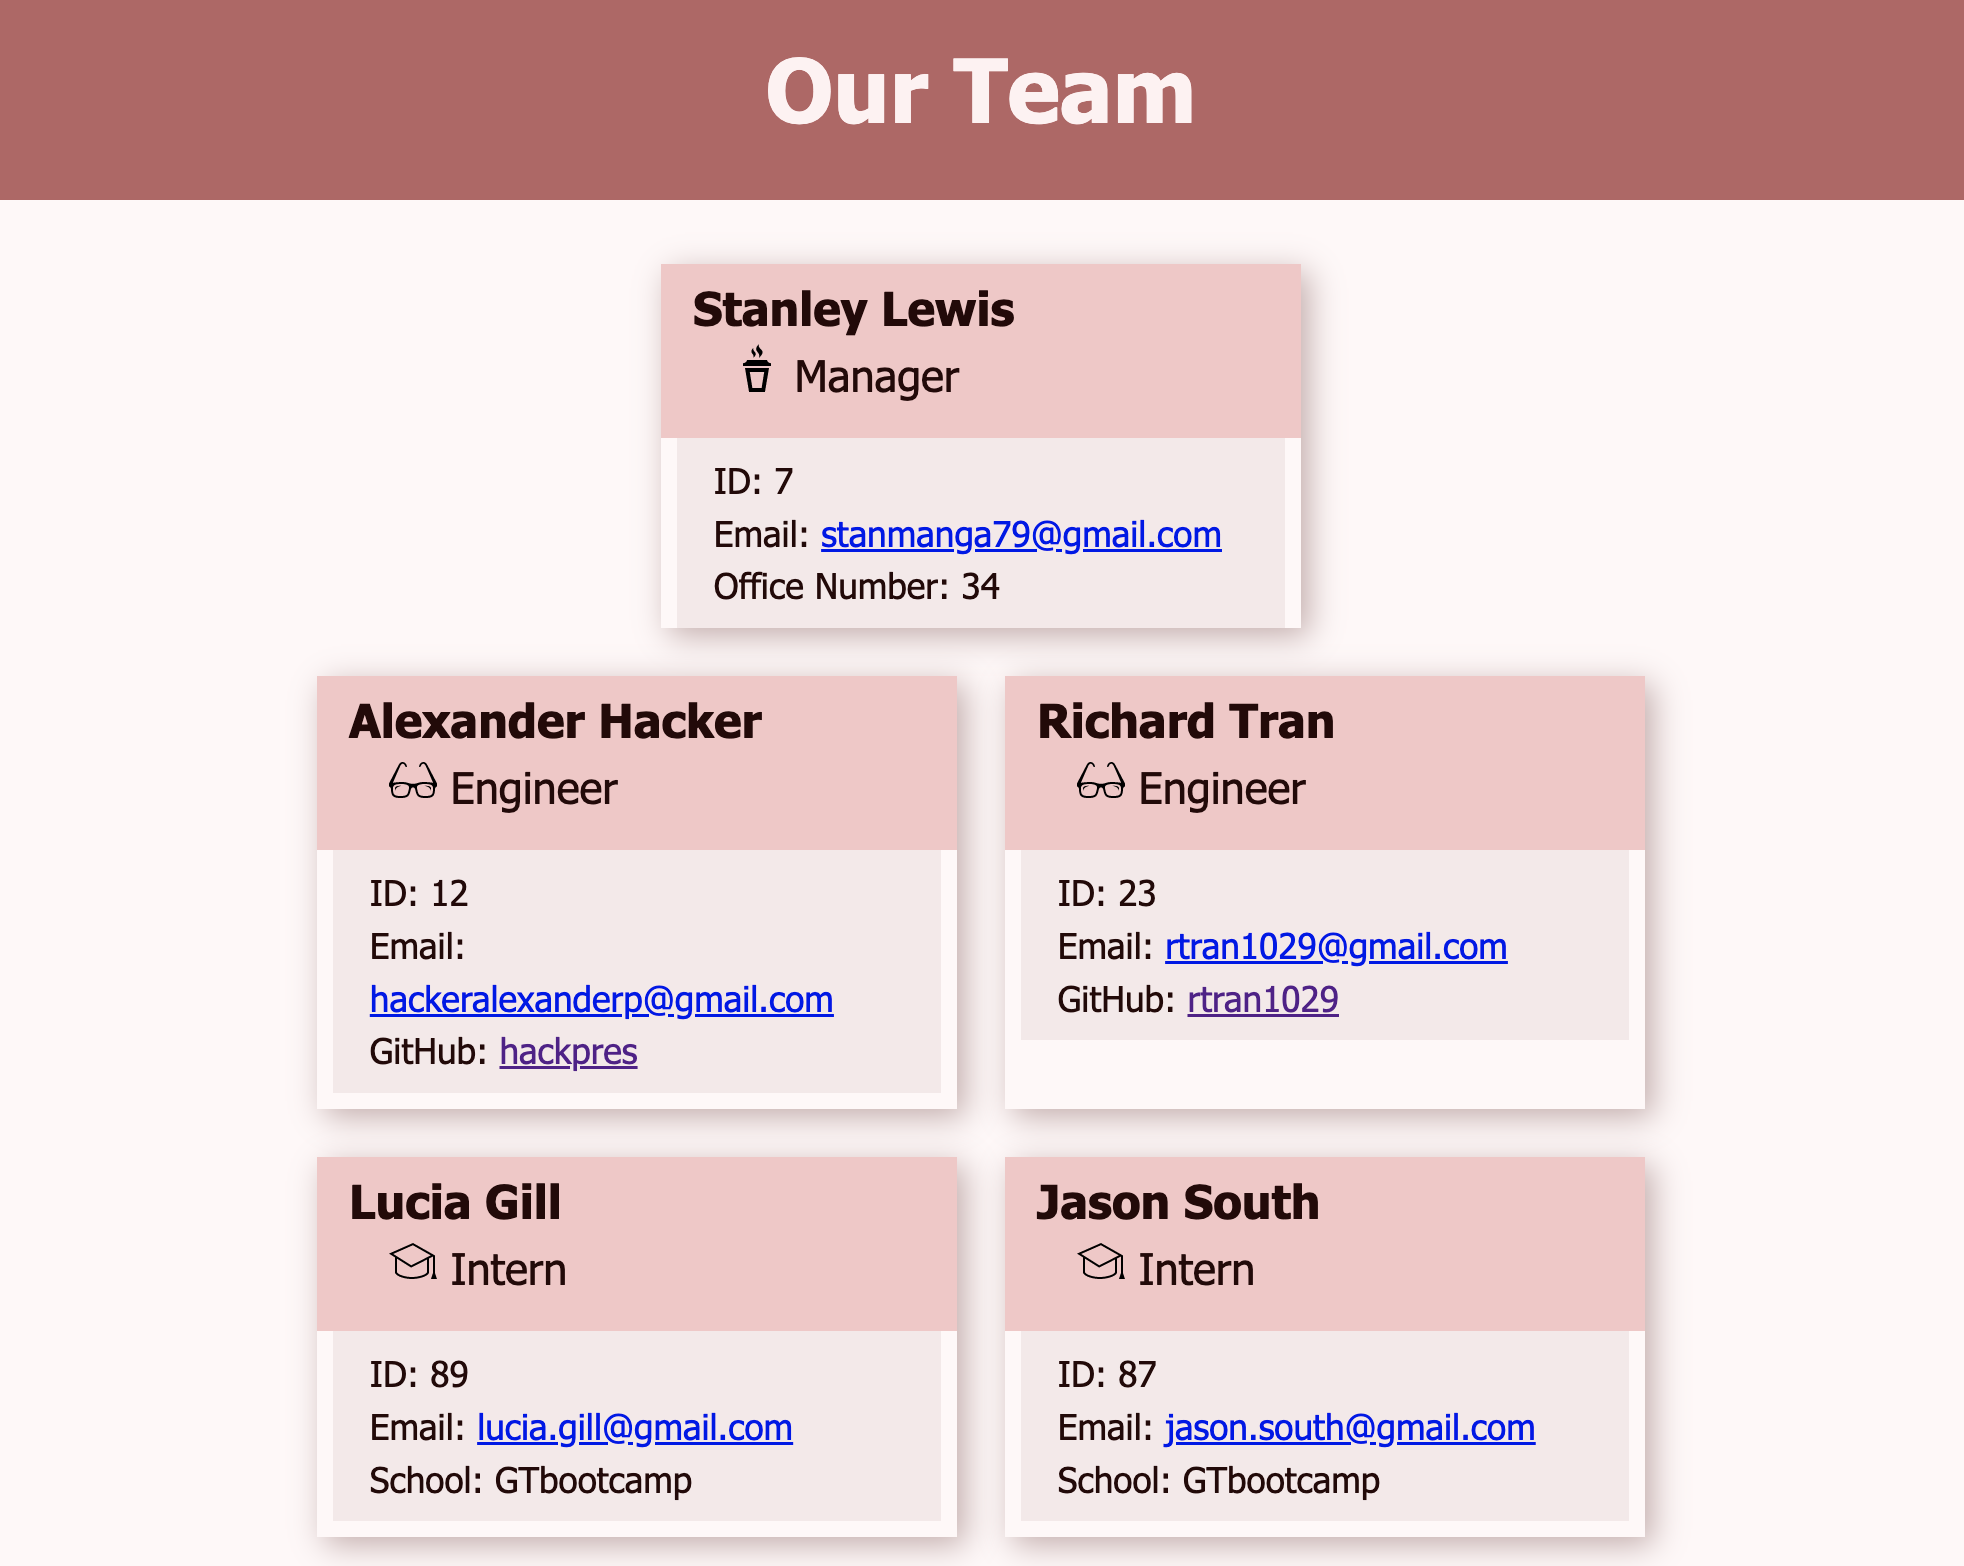 Our Team
Stanley Lewis
Manager
ID: 7
Email: stanmanga79@gmail.com
Office Number: 34
Alexander Hacker
Engineer
ID: 12
Email:
hackeralexanderp@gmail.com
GitHub: hackpres
Richard Tran
Engineer
ID: 23
Email: rtran1029@gmail.com
GitHub: rtran1029
Lucia Gill
Intern
ID: 89
Email: lucia.gill@gmail.com
School: GTbootcamp
Jason South
Intern
ID: 87
Email: jason.south@gmail.com
School: GTbootcamp